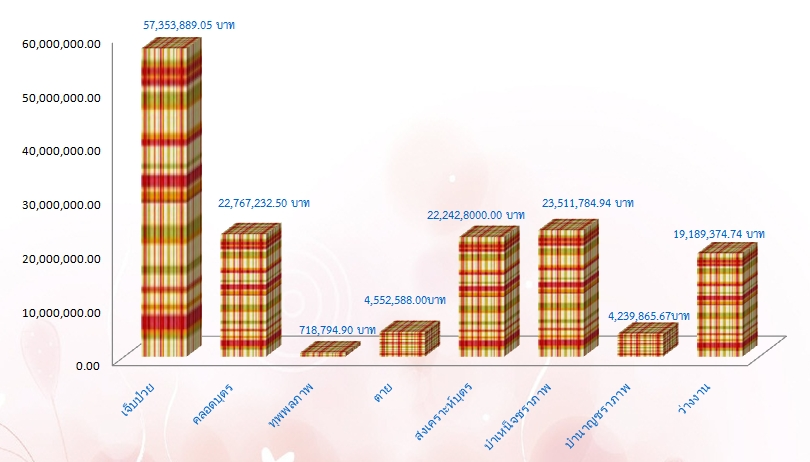 57,353,889.05 บาท
60,000,000.00
50,000,000.00
40,000,000.00
30,000,000.00
20,000,000.00
10,000,000.00
0.00
22,767,232.50 บาท
718,794.90 บาท
4,552,588.00บาท
22,242,8000.00 บาท
23,511,784.94 บาท
4,239,865.67บาท
19,189,374.74 บาท
เจ็บป่วย
คลอดบุตร
ทุพพลภาพ
ตาย
สงเคราะห์บุตร
บำเหน็จชราภาพ
บำนาญชราภาพ
ว่างงาน